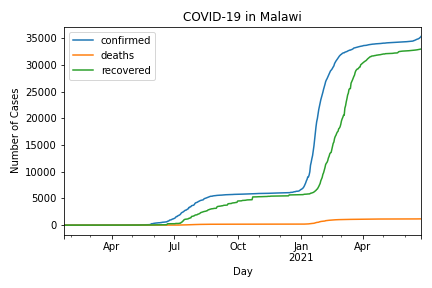 COVID-19 in Malawi
confirmed
deaths
recovered
35000
30000
25000
20000
15000
10000
5000
0
Number of Cases
Apr
Jul
Oct
Jan
2021
Apr
Day